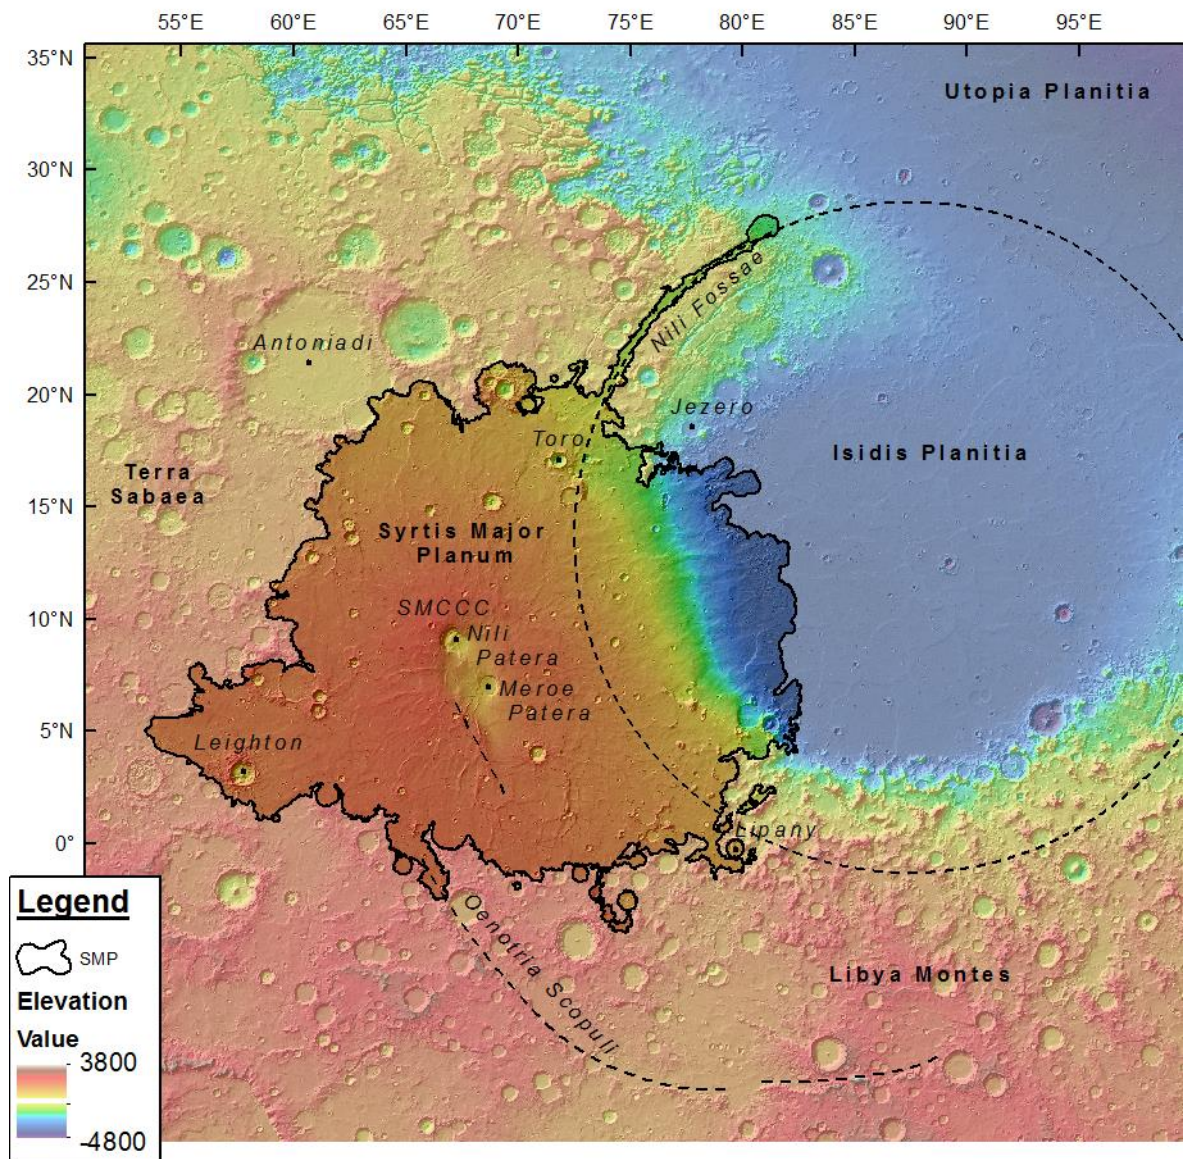 55°E 60°E 65°E 70°E 75°E 80°E 85°E 90°E 95°E
35°N
Utopia Planitia
30°N
25°N
Nili Fossae
Antoniadi
20°N
Jezero
Toro
Isidis Planitia
Terra
Sabaea
15°N
Syrtis Major
Planum
10°N
SMCCC
Nili
Patera
Meroe
Patera
5°N
Leighton
0°
Lipany
Oenotria Scopuli
Libya Montes
Legend
SMP
Elevation
Value
3800
-4800